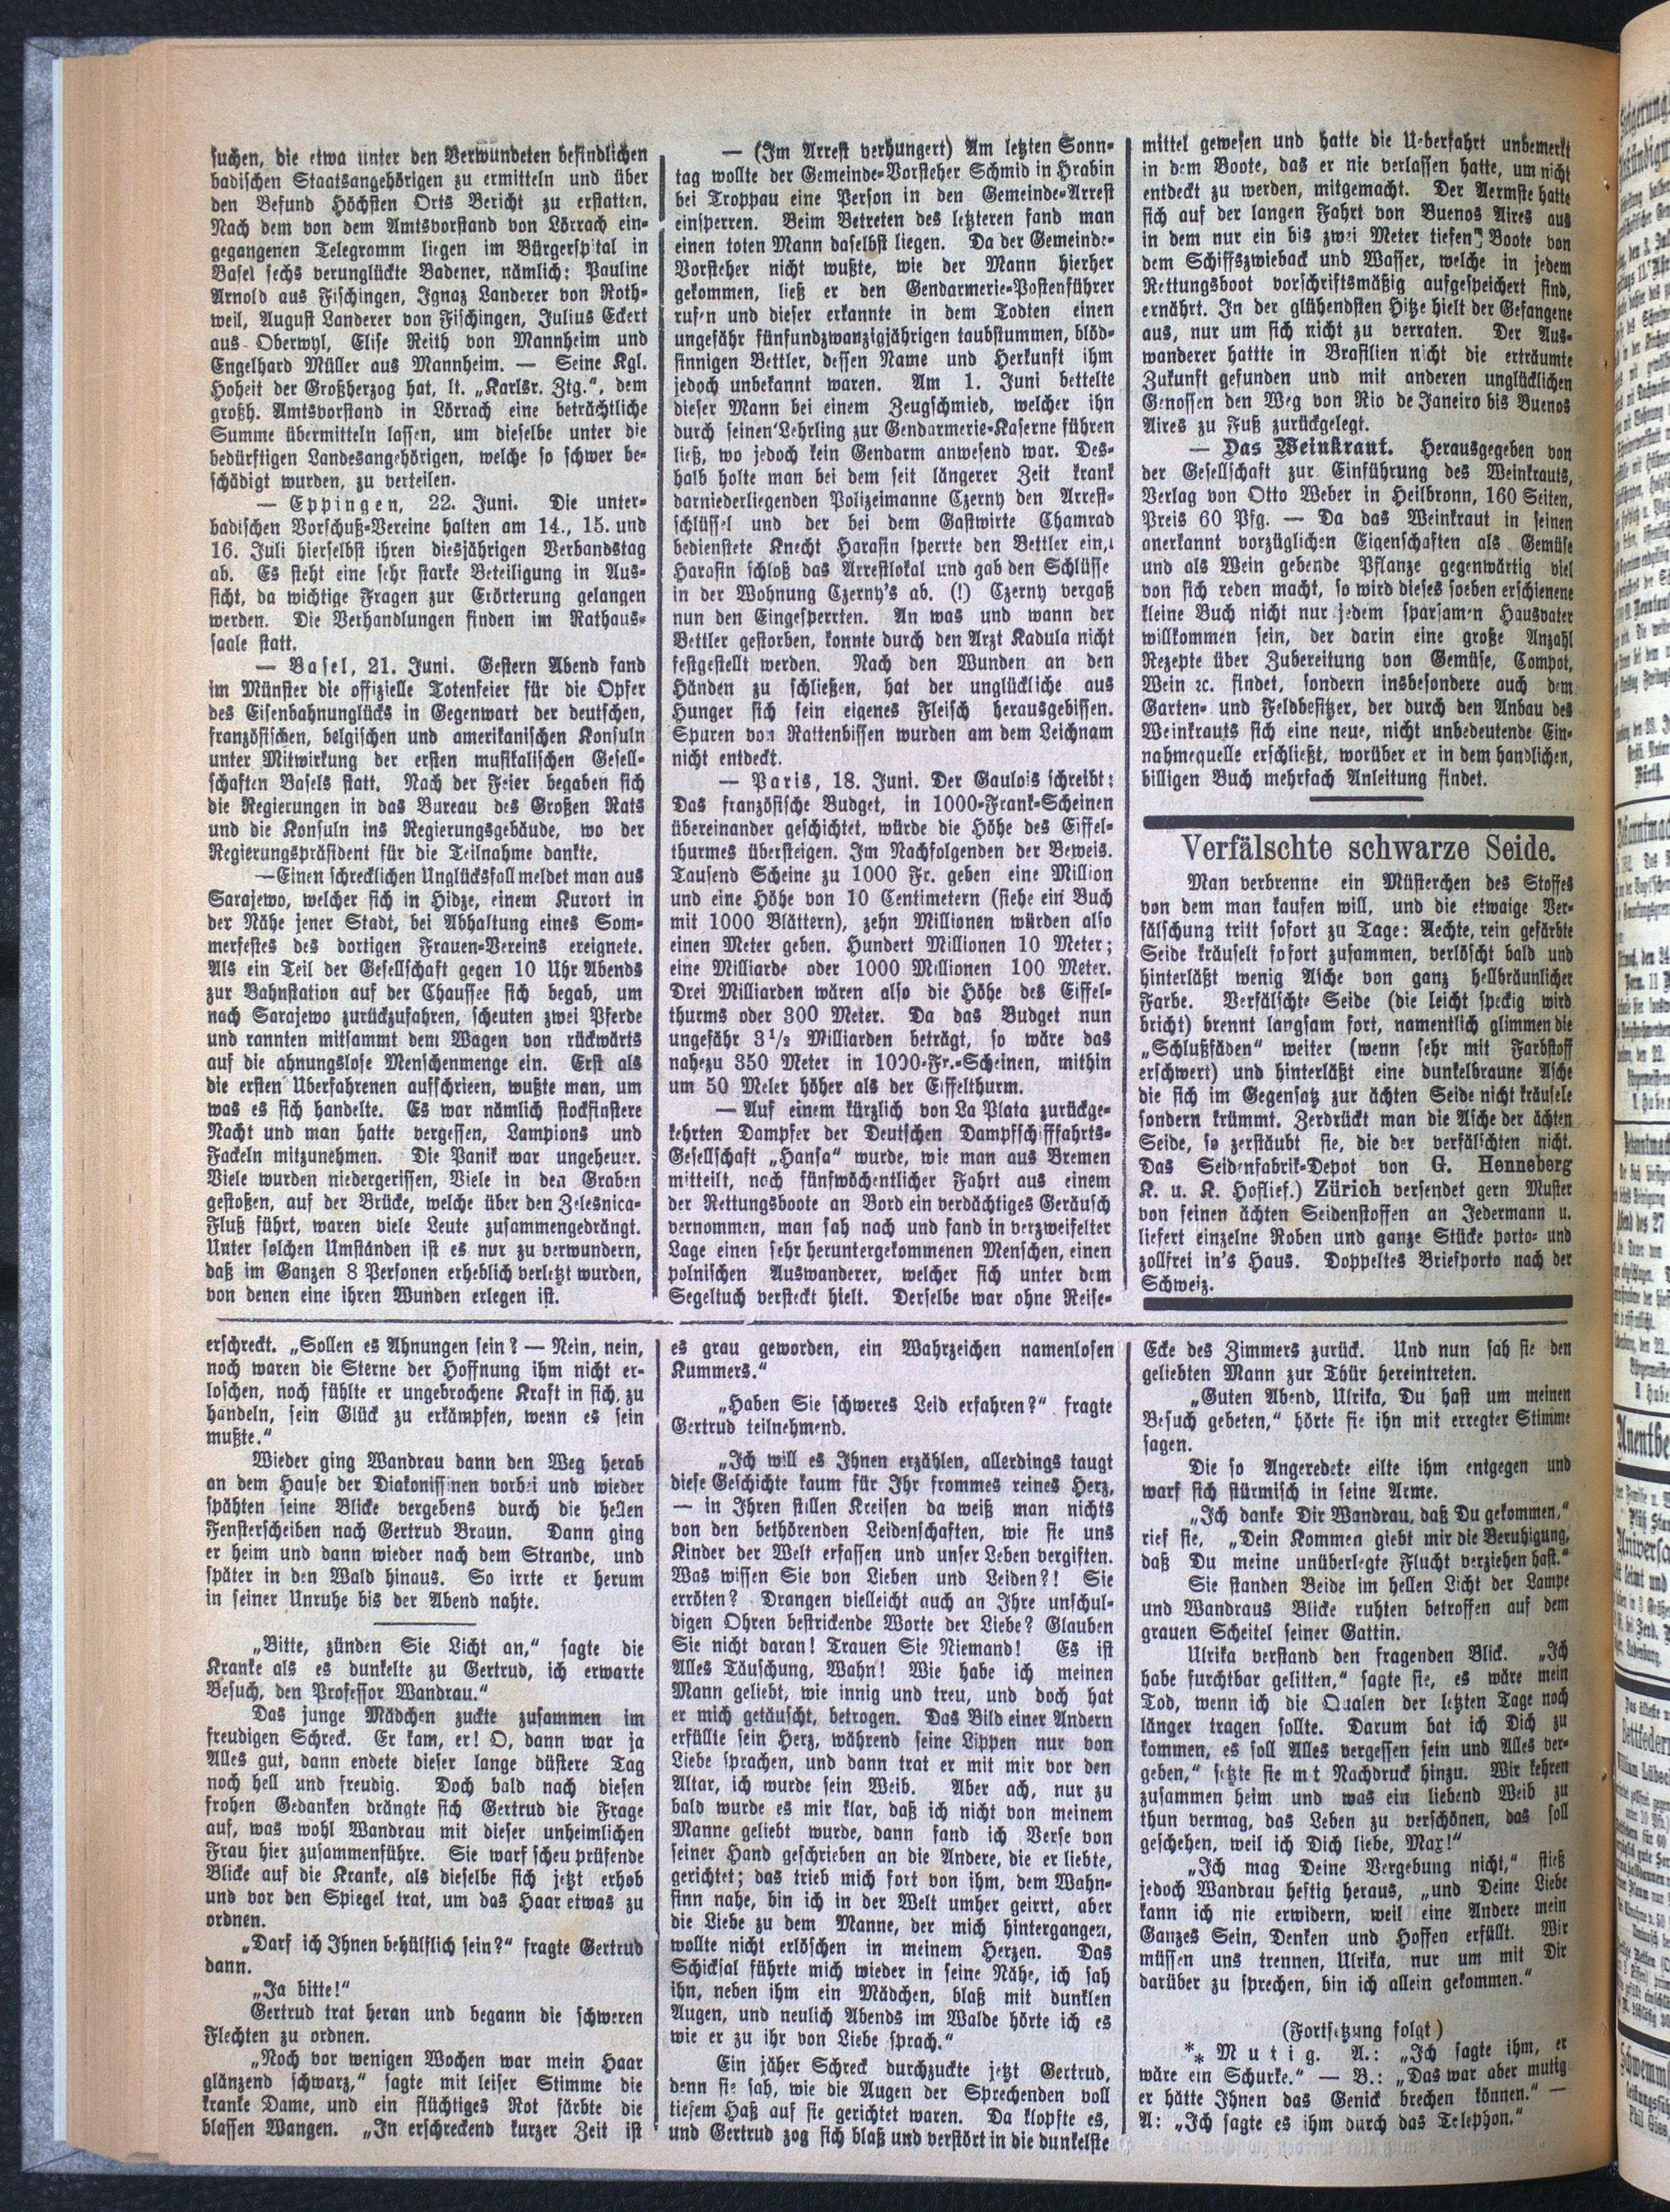 suchen, die etwa unter den Verwundeten befindlichen
badischen Staatsangehörigen zu ermitteln und über
den Befund Höchsten Orts Bericht zu erstatten.
Nach dem von dem Amtsvorstand von Lörrach ein-
gegangenen Telegramm liegen im Bürgerspital in
Basel sechs verunglückte Badener, nämlich: Pauline
Arnold aus Fischingen, Ignaz Landerer von Roth-
weil, August Landerer von Fischingen, Julius Eckert
aus Oberwyl, Elise Reith von Mannheim und
Engelhard Müller aus Mannheim. — Seine Kgl.
Hoheit der Großherzog hat, lt. „Karlsr. Ztg.“, dem
großh. Amtsvorstand in Lörrach eine beträchtliche
Summe übermitteln lassen, um dieselbe unter die
bedürftigen Landesangehörigen, welche so schwer be-
schädigt wurden, zu verteilen.
— Eppingen, 22. Juni. Die unter-
badischen Vorschuß-Vereine halten am 14., 15. und
16. Juli hierselbst ihren diesjährigen Verbandstag
ab. Es steht eine sehr starke Beteiligung in Aus-
sicht, da wichtige Fragen zur Erörterung gelangen
werden. Die Verhandlungen finden im Rathaus-
saale statt.
— Basel, 21. Juni. Gestern Abend fand
im Münster die offizielle Totenfeier für die Opfer
des Eisenbahnunglücks in Gegenwart der deutschen,
französischen, belgischen und amerikanischen Konsuln
unter Mitwirkung der ersten musikalischen Gesell-
schaften Basels statt. Nach der Feier begaben sich
die Regierungen in das Bureau des Großen Rats
und die Konsuln ins Regierungsgebäude, wo der
Regierungspräsident für die Teilnahme dankte.
— Einen schrecklichen Unglücksfall meldet man aus
Sarajewo, welcher sich in Hidze, einem Kurort in
der Nähe jener Stadt, bei Abhaltung eines Som-
merfestes des dortigen Frauen-Vereins ereignete.
Als ein Teil der Gesellschaft gegen 10 Uhr Abends
zur Bahnstation auf der Chaussee sich begab, um
nach Sarajewo zurückzufahren, scheuten zwei Pferde
und rannten mitsammt dem Wagen von rückwärts
auf die ahnungslose Menschenmenge ein. Erst als
die ersten Überfahrenen aufschrieen, wußte man, um
was es sich handelte. Es war nämlich stockfinstere
Nacht und man hatte vergessen, Lampions und
Fackeln mitzunehmen. Die Panik war ungeheuer.
Viele wurden niedergerissen, Viele in den Graben
gestoßen, auf der Brücke, welche über den Zelesnica-
Fluß führt, waren viele Leute zusammengedrängt.
Unter solchen Umständen ist es nur zu verwundern,
daß im Ganzen 8 Personen erheblich verletzt wurden,
von denen eine ihren Wunden erlegen ist.
— (Im Arrest verhungert) Am letzten Sonn-
tag wollte der Gemeinde-Vorsteher Schmid in Hrabin
bei Troppau eine Person in den Gemeinde-Arrest
einsperren. Beim Betreten des letzteren fand man
einen toten Mann daselbst liegen. Da der Gemeinde-
Vorsteher nicht wußte, wie der Mann hierher
gekommen, ließ er den Gendarmerie-Postenführer
rufen und dieser erkannte in dem Todten einen
ungefähr fünfundzwanzigjährigen taubstummen, blöd-
sinnigen Bettler, dessen Name und Herkunft ihm
jedoch unbekannt waren. Am 1. Juni bettelte
dieser Mann bei einem Zeugschmied, welcher ihn
durch seinen Lehrling zur Gendarmerie-Kaserne führen
ließ, wo jedoch kein Gendarm anwesend war. Des-
halb holte man bei dem seit längerer Zeit krank
darniederliegenden Polizeimanne Czerny den Arrest-
schlüssel und der bei dem Gastwirte Chamrad
bedienstete Knecht Harasin sperrte den Bettler ein,
Harasin schloß das Arrestlokal und gab den Schlüsse
in der Wohnung Czerny's ab. (!) Czerny vergaß
nun den Eingesperrten. An was und wann der
Bettler gestorben, konnte durch den Arzt Kadula nicht
festgestellt werden. Nach den Wunden an den
Händen zu schließen, hat der unglückliche aus
Hunger sich sein eigenes Fleisch herausgebissen.
Spuren von Rattenbissen wurden am dem Leichnam
nicht entdeckt.
— Paris, 18. Juni. Der Gaulois schreibt:
Das französische Budget, in 1000-Frank-Scheinen
übereinander geschichtet, würde die Höhe des Eiffel-
thurmes übersteigen. Im Nachfolgenden der Beweis.
Tausend Scheine zu 1000 Fr. geben eine Million
und eine Höhe von 10 Centimetern (siehe ein Buch
mit 1000 Blättern), zehn Millionen würden also
einen Meter geben. Hundert Millionen 10 Meter;
eine Milliarde oder 1000 Millionen 100 Meter.
Drei Milliarden wären also die Höhe des Eiffel-
thurms oder 300 Meter. Da das Budget nun
ungefähr 3½ Milliarden beträgt, so wäre das
nahezu 350 Meter in 1000-Fr.-Scheinen, mithin
um 50 Meter höher als der Eiffelthurm.
— Auf einem kürzlich von La Plata zurückge-
kehrten Dampfer der Deutschen Dampfschifffahrts-
Gesellschaft „Hansa“ wurde, wie man aus Bremen
mitteilt, nach fünfwöchentlicher Fahrt aus einem
der Rettungsboote an Bord ein verdächtiges Geräusch
vernommen, man sah nach und fand in verzweifelter
Lage einen sehr heruntergekommenen Menschen, einen
polnischen Auswanderer, welcher sich unter dem
Segeltuch versteckt hielt. Derselbe war ohne Reise-
mittel gewesen und hatte die Ueberfahrt unbemerkt
in dem Boote, das er nie verlassen hatte, um nicht
entdeckt zu werden, mitgemacht. Der Aermste hatte
sich auf der langen Fahrt von Buenos Aires aus
in dem nur ein bis zwei Meter tiefen Boote von
dem Schiffszwieback und Wasser, welche in jedem
Rettungsboot vorschriftsmäßig aufgespeichert sind,
ernährt. In der glühendsten Hitze hielt der Gefangene
aus, nur um sich nicht zu verraten. Der Aus-
wanderer hattte in Brasilien nicht die erträumte
Zukunft gefunden und mit anderen unglücklichen
Genossen den Weg von Rio de Janeiro bis Buenos
Aires zu Fuß zurückgelegt.
— Das Weinkraut. Herausgegeben von
der Gesellschaft zur Einführung des Weinkrauts,
Verlag von Otto Weber in Heilbronn, 160 Seiten,
Preis 60 Pfg. — Da das Weinkraut in seinen
anerkannt vorzüglichen Eigenschaften als Gemüse
und als Wein gebende Pflanze gegenwärtig viel
von sich reden macht, so wird dieses soeben erschienene
kleine Buch nicht nur jedem sparsamen Hausvater
willkommen sein, der darin eine große Anzahl
Rezepte über Zubereitung von Gemüse, Compot,
Wein ꝛc. findet, sondern insbesondere auch dem
Garten- und Feldbesitzer, der durch den Anbau des
Weinkrauts sich eine neue, nicht unbedeutende Ein-
nahmequelle erschließt, worüber er in dem handlichen,
billigen Buch mehrfach Anleitung findet.
Verfälschte schwarze Seide.
Man verbrenne ein Müsterchen des Stoffes
von dem man kaufen will, und die etwaige Ver-
fälschung tritt sofort zu Tage: Aechte, rein gefärbte
Seide kräuselt sofort zusammen, verlöscht bald und
hinterläßt wenig Asche von ganz hellbräunlicher
Farbe. Verfälschte Seide (die leicht speckig wird
bricht) brennt langsam fort, namentlich glimmen die
„Schlußfäden“ weiter (wenn sehr mit Farbstoff
erschwert) und hinterläßt eine dunkelbraune Asche
die sich im Gegensatz zur ächten Seide nicht kräusele
sondern krümmt. Zerdrückt man die Asche der ächten
Seide, so zerstäubt sie, die der verfälschten nicht.
Das Seidenfabrik-Depot von G. Henneberg
K. u. K. Hoflief.) Zürich versendet gern Muster
von seinen ächten Seidenstoffen an Jedermann u.
liefert einzelne Roben und ganze Stücke porto- und
zollfrei in's Haus. Doppeltes Briefporto nach der
Schweiz.
erschreckt. „Sollen es Ahnungen sein? — Nein, nein,
noch waren die Sterne der Hoffnung ihm nicht er-
loschen, noch fühlte er ungebrochene Kraft in sich, zu
handeln, sein Glück zu erkämpfen, wenn es sein
mußte.“
Wieder ging Wandrau dann den Weg herab
an dem Hause der Diakonissinen vorbei und wieder
spähten seine Blicke vergebens durch die hellen
Fensterscheiben nach Gertrud Braun. Dann ging
er heim und dann wieder nach dem Strande, und
später in den Wald hinaus. So irrte er herum
in seiner Unruhe bis der Abend nahte.
„Bitte, zünden Sie Licht an,“ sagte die
Kranke als es dunkelte zu Gertrud, ich erwarte
Besuch, den Professor Wandrau.“
Das junge Mädchen zuckte zusammen im
freudigen Schreck. Er kam, er! O, dann war ja
Alles gut, dann endete dieser lange düstere Tag
noch hell und freudig. Doch bald nach diesen
frohen Gedanken drängte sich Gertrud die Frage
auf, was wohl Wandrau mit dieser unheimlichen
Frau hier zusammenführe. Sie warf scheu prüfende
Blicke auf die Kranke, als dieselbe sich jetzt erhob
und vor den Spiegel trat, um das Haar etwas zu
ordnen.
„Darf ich Ihnen behülflich sein?“ fragte Gertrud
dann.
„Ja bitte!“
Gertrud trat heran und begann die schweren
Flechten zu ordnen.
„Noch vor wenigen Wochen war mein Haar
glänzend schwarz,“ sagte mit leiser Stimme die
kranke Dame, und ein flüchtiges Rot färbte die
blassen Wangen. „In erschreckend kurzer Zeit ist
es grau geworden, ein Wahrzeichen namenlosen
Kummers.“
„Haben Sie schweres Leid erfahren?“ fragte
Gertrud teilnehmend.
„Ich will es Ihnen erzählen, allerdings taugt
diese Geschichte kaum für Ihr frommes reines Herz,
— in Ihren stillen Kreisen da weiß man nichts
von den bethörenden Leidenschaften, wie sie uns
Kinder der Welt erfassen und unser Leben vergiften.
Was wissen Sie von Lieben und Leiden?! Sie
erröten? Drangen vielleicht auch an Ihre unschul-
digen Ohren bestrickende Worte der Liebe? Glauben
Sie nicht daran! Trauen Sie Niemand! Es ist
Alles Täuschung, Wahn! Wie habe ich meinen
Mann geliebt, wie innig und treu, und doch hat
er mich getäuscht, betrogen. Das Bild einer Andern
erfüllte sein Herz, während seine Lippen nur von
Liebe sprachen, und dann trat er mit mir vor den
Altar, ich wurde sein Weib. Aber ach, nur zu
bald wurde es mir klar, daß ich nicht von meinem
Manne geliebt wurde, dann fand ich Verse von
seiner Hand geschrieben an die Andere, die er liebte,
gerichtet; das trieb mich fort von ihm, dem Wahn-
sinn nahe, bin ich in der Welt umher geirrt, aber
die Liebe zu dem Manne, der mich hintergangen,
wollte nicht erlöschen in meinem Herzen. Das
Schicksal führte mich wieder in seine Nähe, ich sah
ihn, neben ihm ein Mädchen, blaß mit dunklen
Augen, und neulich Abends im Walde hörte ich es
wie er zu ihr von Liebe sprach.“
Ein jäher Schreck durchzuckte jetzt Gertrud,
denn sie sah, wie die Augen der Sprechenden voll
tiefem Haß auf sie gerichtet waren. Da klopfte es,
und Gertrud zog sich blaß und verstört in die dunkelste
Ecke des Zimmers zurück. Und nun sah sie den
geliebten Mann zur Thür hereintreten.
„Guten Abend, Ulrika, Du hast um meinen
Besuch gebeten,“ hörte sie ihn mit erregter Stimme
sagen.
Die so Angeredete eilte ihm entgegen und
warf sich stürmisch in seine Arme.
„Ich danke Dir Wandrau, daß Du gekommen,“
rief sie, „Dein Kommen giebt mir die Beruhigung,
daß Du meine unüberlegte Flucht verziehen hast.“
Sie standen Beide im hellen Licht der Lampe
und Wandraus Blicke ruhten betroffen auf dem
grauen Scheitel seiner Gattin.
Ulrika verstand den fragenden Blick. „Ich
habe furchtbar gelitten,“ sagte sie, es wäre mein
Tod, wenn ich die Qualen der letzten Tage noch
länger tragen sollte. Darum bat ich Dich zu
kommen, es soll Alles vergessen sein und Alles ver-
geben,“ setzte sie m t Nachdruck hinzu. Wir kehren
zusammen heim und was ein liebend Weib zu
thun vermag, das Leben zu verschönen, das soll
geschehen, weil ich Dich liebe, Max!“
„Ich mag Deine Vergebung nicht,“ stieß
jedoch Wandrau heftig heraus, „und Deine Liebe
kann ich nie erwidern, weil eine Andere mein
Ganzes Sein, Denken und Hoffen erfüllt. Wir
müssen uns trennen, Ulrika, nur um mit Dir
darüber zu sprechen, bin ich allein gekommen.“
(Fortsetzung folgt)
*** Mutig. A.: „Ich sagte ihm, er
wäre ein Schurke.“ — B.: „Das war aber mutig
er hätte Ihnen das Genick brechen können.“ —
A: „Ich sagte es ihm durch das Telephon.“